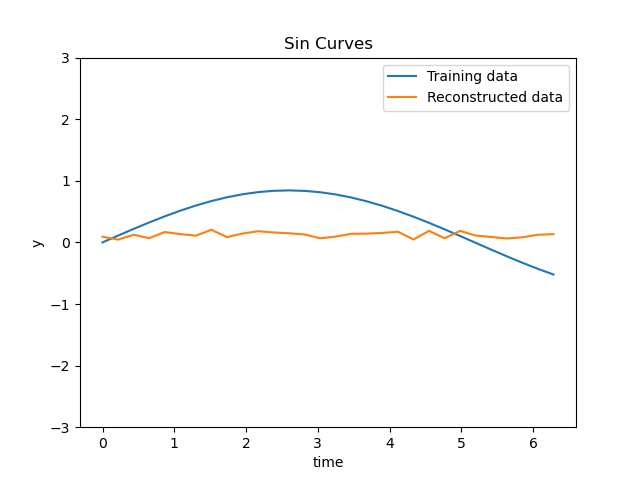 Sin Curves
Training data
Reconstructed data
3
2
1
0
−1
−2
−3
y
0 1 2 3 4 5 6
time